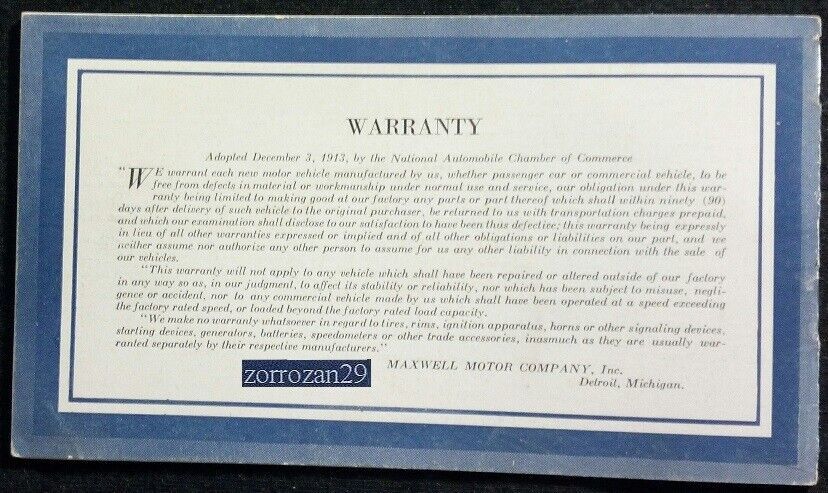 WARRANTY
Adopted December 3, 1913, by the National Automobile Chamber of Commerce
"WE warrant each new motor vehicle manufactured by us, whether passenger car or commercial vehicle, to be
free from defects in material or workmanship under normal use and service, our obligation under this war-
ranty being limited to making good at our factory any parts or part thereof which shall within ninety (90)
days after delivery of such vehicle to the original purchaser, be returned to us with transportation charges prepaid,
and which our examination shall disclose to our satisfaction to have been thus defective; this warranty being expressly
in lieu of all other warranties expressed or implied and of all other obligations or liabilities on our part, and we
neither assume nor authorize any other person to assume for us any other liability in connection with the sale of
our vehicles.
"This warranty will not apply to any vehicle which shall have been repaired or altered outside of our factory
in any way so as, in our judgment, to affect its stability or reliability, nor which has been subject to misuse, negli-
gence or accident, nor to any commercial vehicle made by us which shall have been operated at a speed exceeding
the factory rated speed, or loaded beyond the factory rated load capacity.
"We make no warranty whatsoever in regard to tires, rims, ignition apparatus, horns or other signaling devices,
starting devices, generators, batteries, speedometers or other trade accessories, inasmuch as they are usually war-
ranted separately by their respective manufacturers."
MAXWELL MOTOR COMPANY, Inc.
Detroit, Michigan.
zorrozan29